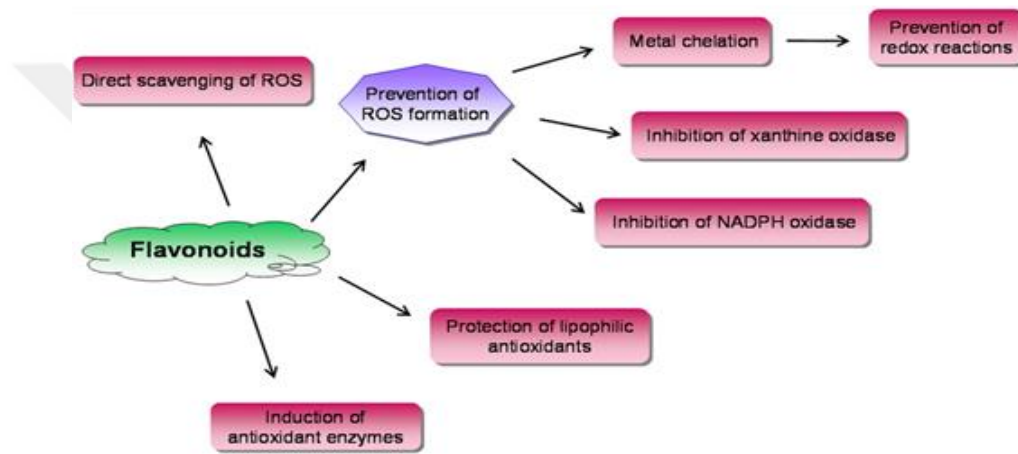 Metal chelation
Prevention of
redox reactions
Direct scavenging of ROS
Prevention of
ROS formation
Inhibition of xanthine oxidase
Inhibition of NADPH oxidase
Flavonoids
Protection of lipophilic
antioxidants
Induction of
antioxidant enzymes